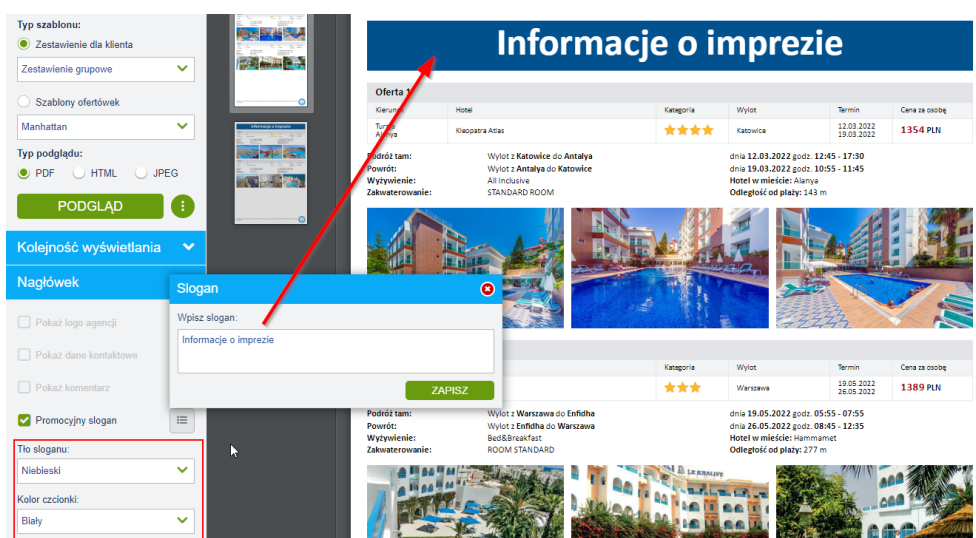 Typ szablonu:
Zestawienie dla klienta
Zestawienie grupowe
Szablony ofertówek
Manhattan
Typ podglądu:
PDF HTML JPEG
PODGLĄD
Kolejność wyświetlania
Nagłówek
Pokaż logo agencji
Pokaż dane kontaktowe
Pokaż komentarz
Promocyjny slogan
Tło sloganu:
Niebieski
Kolor czcionki:
Biały
Slogan
Wpisz slogan:
Informacje o imprezie
ZAPISZ
Informacje o imprezie
Oferta 1
Kierunek Hotel Kategoria Wylot Termin Cena za osobę
Turcja
Alanya
Kleopatra Atlas Katowice 12.03.2022 1354 PLN
19.03.2022
Podróż tam: Wylot z Katowice do Antalya dnia 12.03.2022 godz. 12:45 - 17:30
Powrót: Wylot z Antalya do Katowice dnia 19.03.2022 godz. 10:55 - 11:45
Wyżywienie: All Inclusive Hotel w mieście: Alanya
Zakwaterowanie: STANDARD ROOM Odległość od plaży: 143 m
Kategoria Wylot Termin Cena za osobę
Warszawa 19.05.2022 1389 PLN
26.05.2022
Podróż tam: Wylot z Warszawa do Enfidha dnia 19.05.2022 godz. 05:55 - 07:55
Powrót: Wylot z Enfidha do Warszawa dnia 26.05.2022 godz. 08:45 - 12:35
Wyżywienie: Bed&Breakfast Hotel w mieście: Hammamet
Zakwaterowanie: ROOM STANDARD Odległość od plaży: 277 m
LE KHALIFE